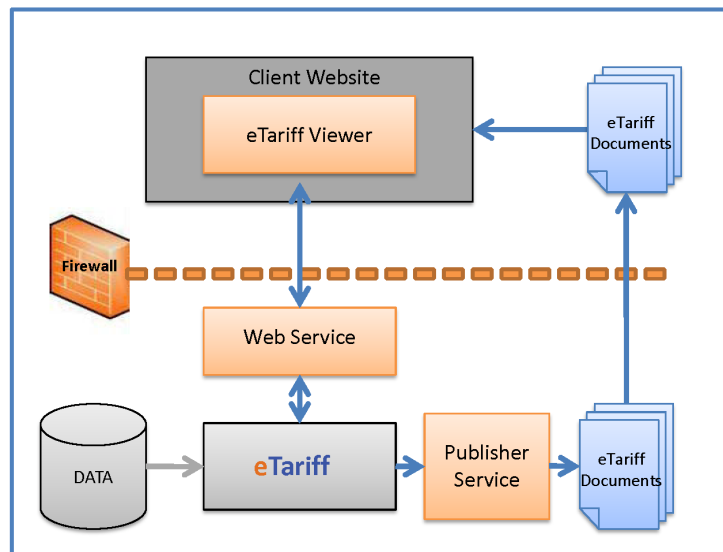 Client Website
eTariff Viewer
eTariff
Documents
Firewall
Web Service
DATA
eTariff
Publisher
Service
eTariff
Documents